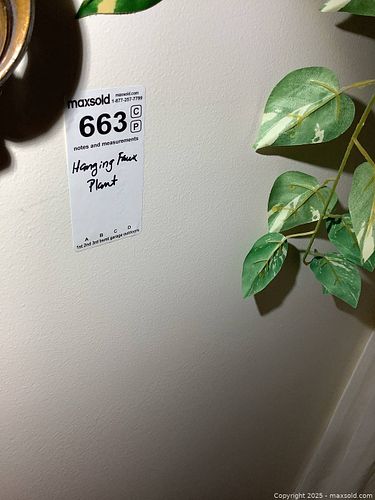 maxsold maxsold.com
1-877-257-7799
663 C
P
notes and measurements
Hanging Faux
Plant
A B C D
1st 2nd 3rd bsmt garage outdoors
Copyright 2025 - maxsold.com